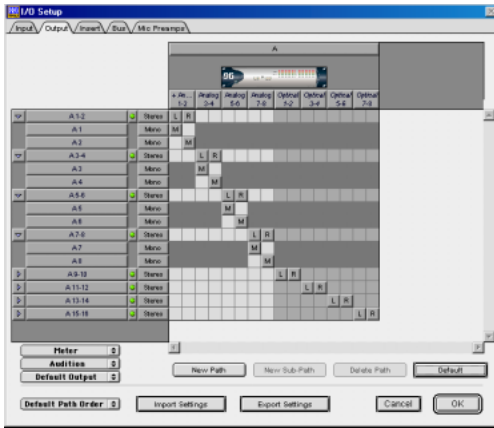 I/O Setup
Input Output Insert Bus Mic Preamps
A
96
An... Analog Analog Analog Optical Optical Optical Optical
1-2 3-4 5-6 7-8 1-2 3-4 5-6 7-8
A 1-2 Stereo L R
A 1 Mono M
A 2 Mono M
A 3-4 Stereo L R
A 3 Mono M
A 4 Mono M
A 5-6 Stereo L R
A 5 Mono M
A 6 Mono M
A 7-8 Stereo L R
A 7 Mono M
A 8 Mono M
A 9-10 Stereo L R
A 11-12 Stereo L R
A 13-14 Stereo L R
A 15-16 Stereo L R
Meter
Audition
Default Output
New Path New Sub-Path Delete Path Default
Default Path Order Import Settings Export Settings Cancel OK